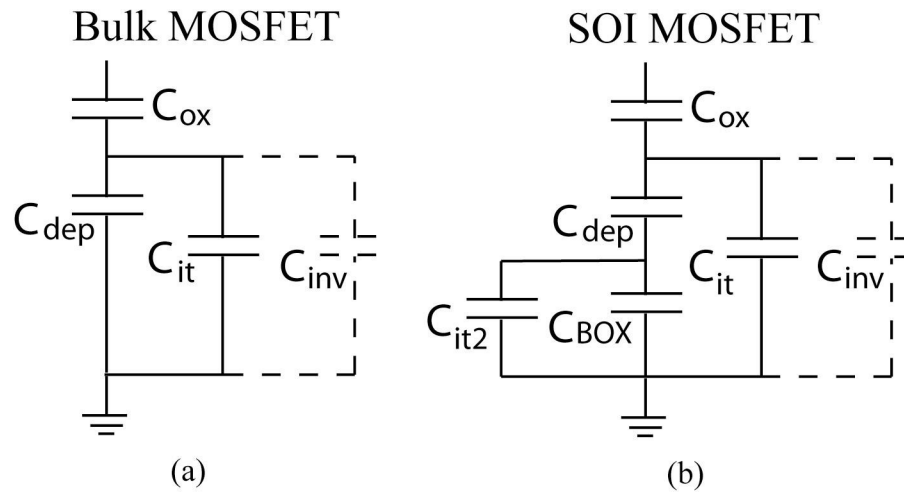 Bulk MOSFET
SOI MOSFET
Cox
Cox
Cdep
Cit
Cinv
Cdep
Cit
Cinv
Cit2
CBOX
(a)
(b)